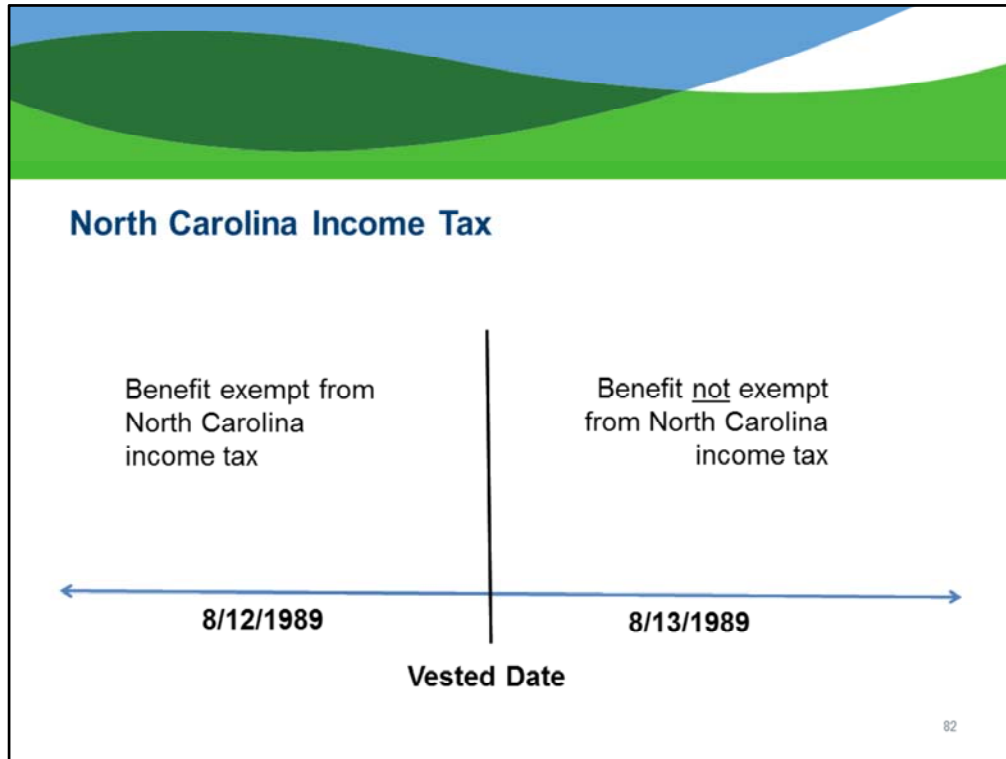 North Carolina Income Tax
Benefit exempt from
North Carolina
income tax
Benefit not exempt
from North Carolina
income tax
8/12/1989
8/13/1989
Vested Date
82